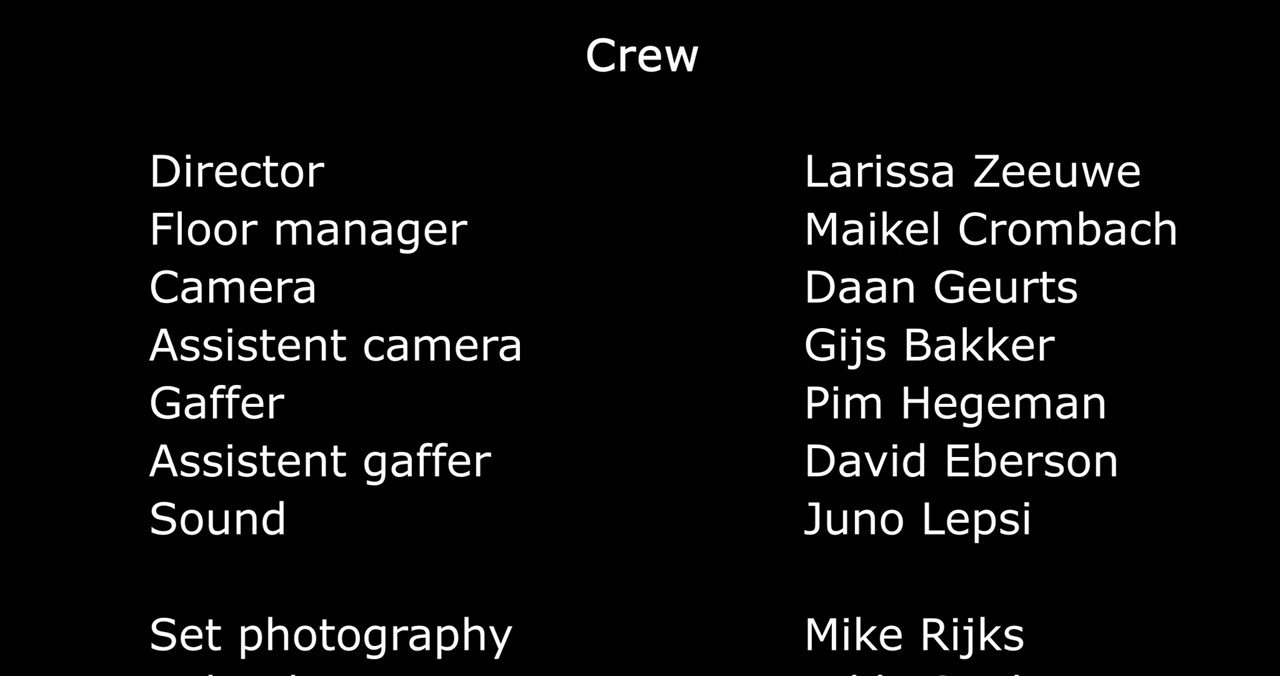 Crew
Director Larissa Zeeuwe
Floor manager Maikel Crombach
Camera Daan Geurts
Assistent camera Gijs Bakker
Gaffer Pim Hegeman
Assistent gaffer David Eberson
Sound Juno Lepsi
Set photography Mike Rijks